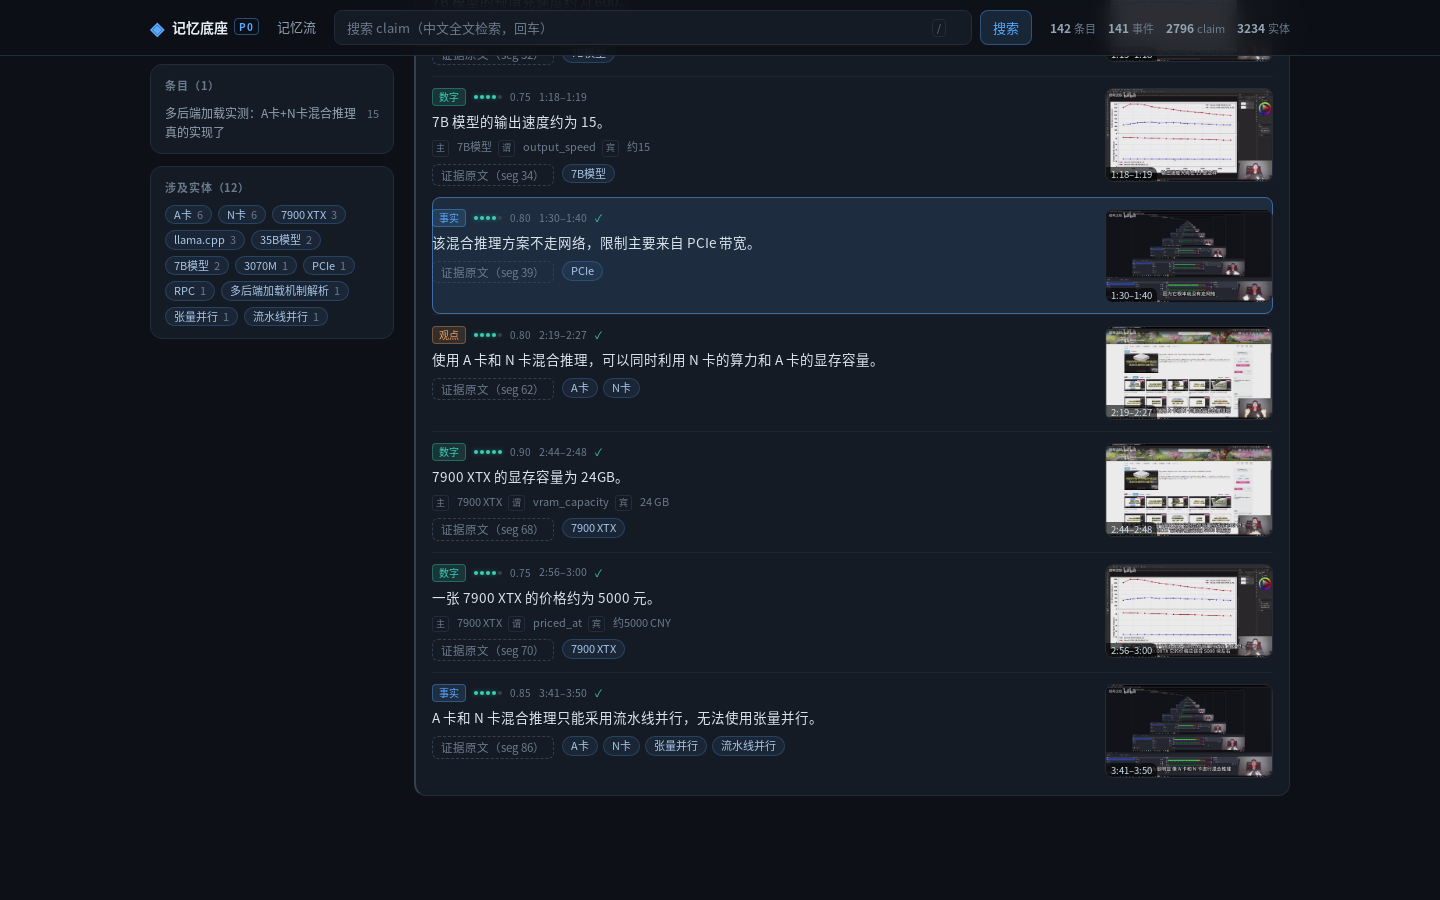 记忆底座 P0 记忆流 搜索 claim（中文全文检索，回车） / 搜索 142 条目 141 事件 2796 claim 3234 实体
条目（1）
多后端加载实测：A卡+N卡混合推理 15
真的实现了
涉及实体（12）
A卡 6 N卡 6 7900 XTX 3
llama.cpp 3 35B模型 2
7B模型 2 3070M 1 PCIe 1
RPC 1 多后端加载机制解析 1
张量并行 1 流水线并行 1
数字 0.75 1:18–1:19
7B 模型的输出速度约为 15。
主 7B模型 谓 output_speed 宾 约15
证据原文（seg 34） 7B模型
1:18–1:19
事实 0.80 1:30–1:40 ✓
该混合推理方案不走网络，限制主要来自 PCIe 带宽。
证据原文（seg 39） PCIe
1:30–1:40
观点 0.80 2:19–2:27 ✓
使用 A 卡和 N 卡混合推理，可以同时利用 N 卡的算力和 A 卡的显存容量。
证据原文（seg 62） A卡 N卡
2:19–2:27
数字 0.90 2:44–2:48 ✓
7900 XTX 的显存容量为 24GB。
主 7900 XTX 谓 vram_capacity 宾 24 GB
证据原文（seg 68） 7900 XTX
2:44–2:48
数字 0.75 2:56–3:00 ✓
一张 7900 XTX 的价格约为 5000 元。
主 7900 XTX 谓 priced_at 宾 约5000 CNY
证据原文（seg 70） 7900 XTX
2:56–3:00
事实 0.85 3:41–3:50 ✓
A 卡和 N 卡混合推理只能采用流水线并行，无法使用张量并行。
证据原文（seg 86） A卡 N卡 张量并行 流水线并行
3:41–3:50